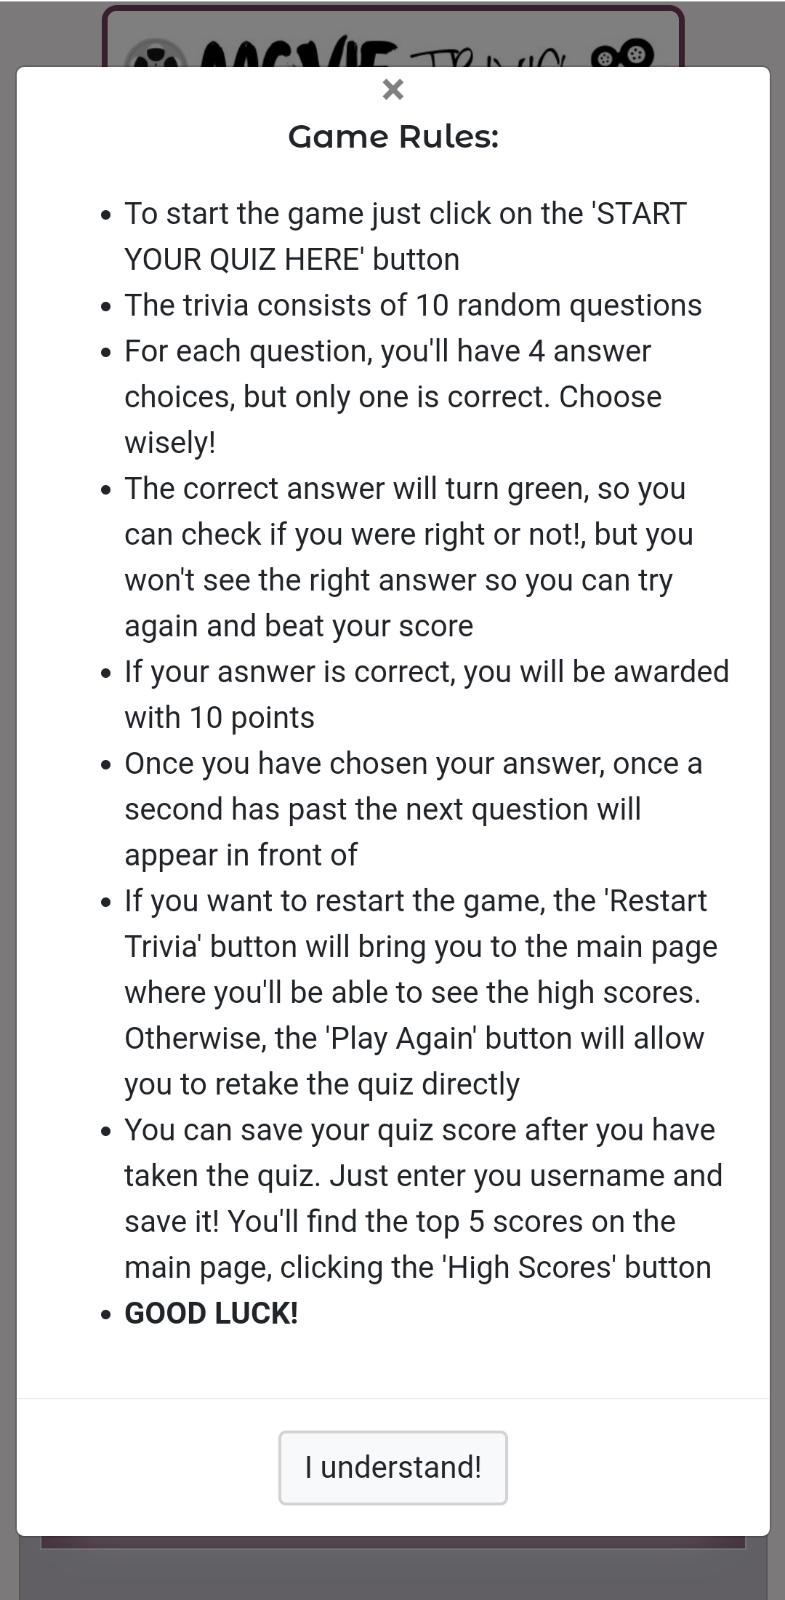 MOVIE TRIVIA
×
Game Rules:
• To start the game just click on the 'START
YOUR QUIZ HERE' button
• The trivia consists of 10 random questions
• For each question, you'll have 4 answer
choices, but only one is correct. Choose
wisely!
• The correct answer will turn green, so you
can check if you were right or not!, but you
won't see the right answer so you can try
again and beat your score
• If your asnwer is correct, you will be awarded
with 10 points
• Once you have chosen your answer, once a
second has past the next question will
appear in front of
• If you want to restart the game, the 'Restart
Trivia' button will bring you to the main page
where you'll be able to see the high scores.
Otherwise, the 'Play Again' button will allow
you to retake the quiz directly
• You can save your quiz score after you have
taken the quiz. Just enter you username and
save it! You'll find the top 5 scores on the
main page, clicking the 'High Scores' button
• GOOD LUCK!
I understand!